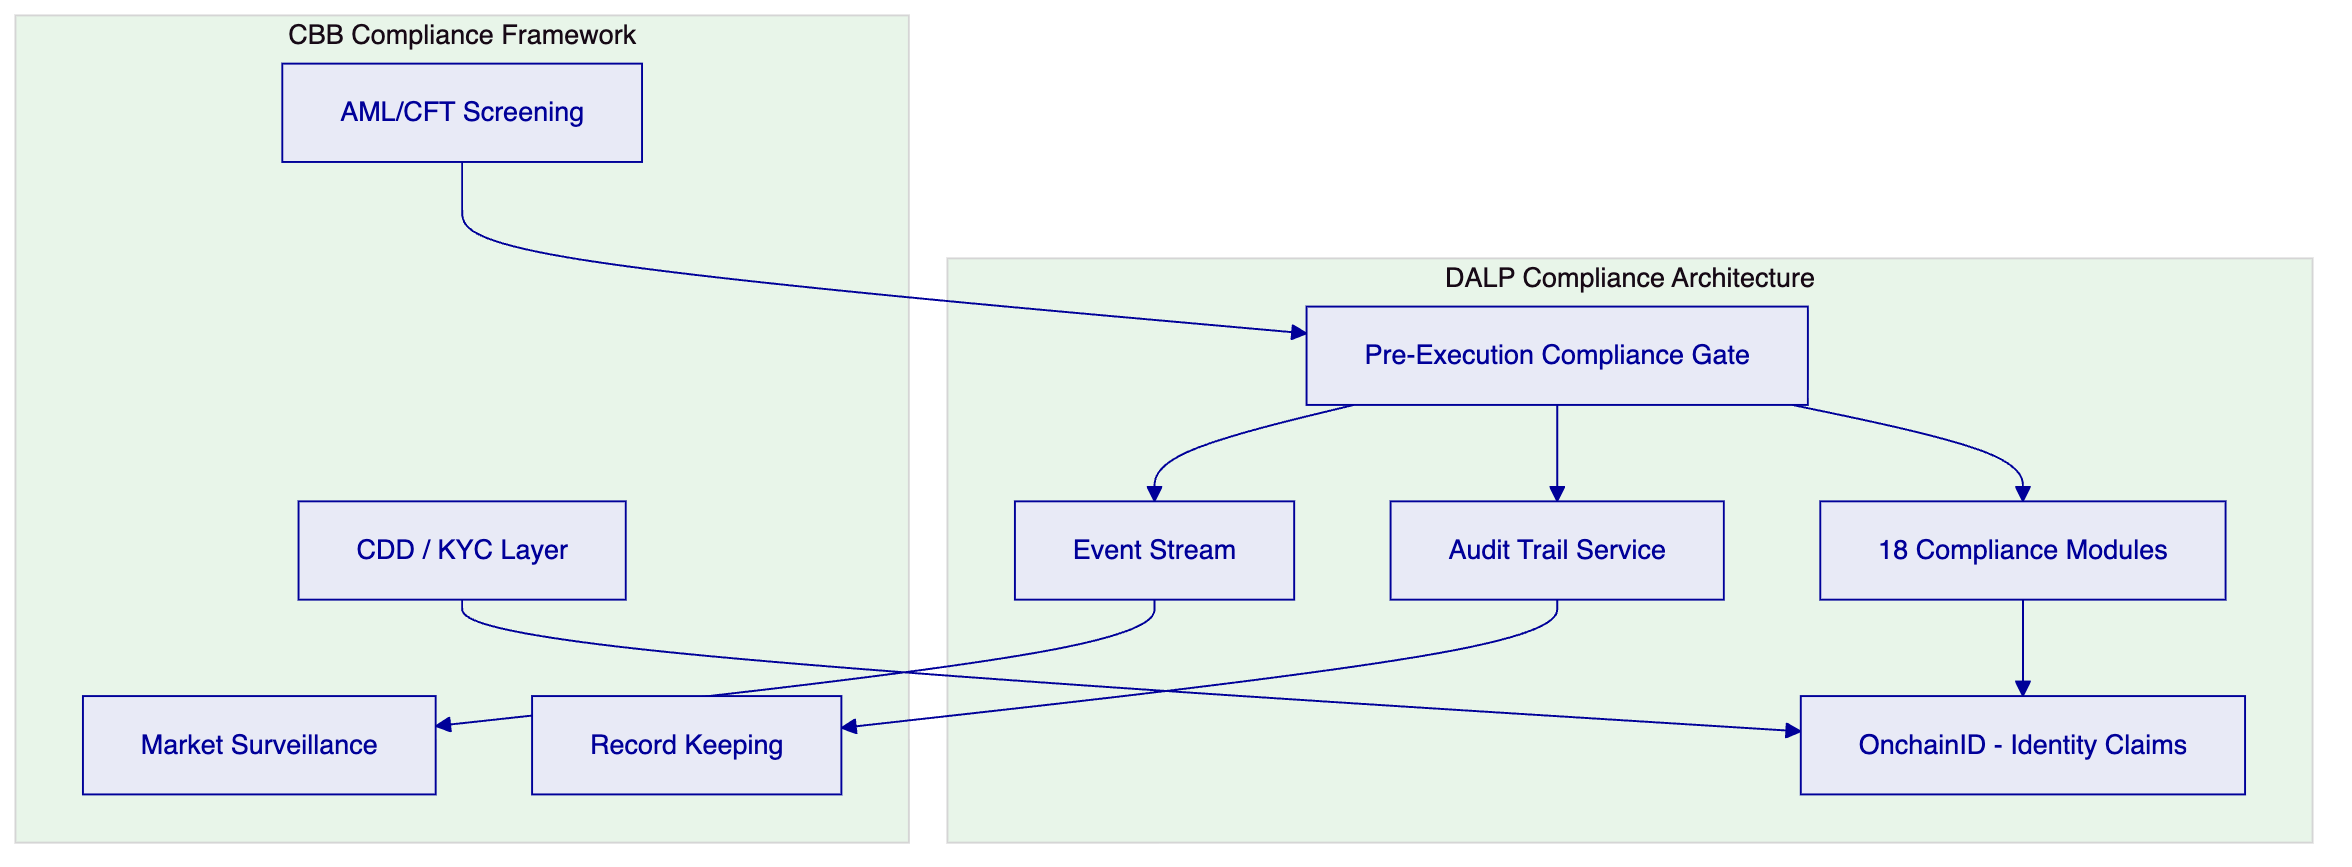 CBB Compliance Framework
AML/CFT Screening
CDD / KYC Layer
Market Surveillance
Record Keeping
DALP Compliance Architecture
Pre-Execution Compliance Gate
Event Stream
Audit Trail Service
18 Compliance Modules
OnchainID - Identity Claims